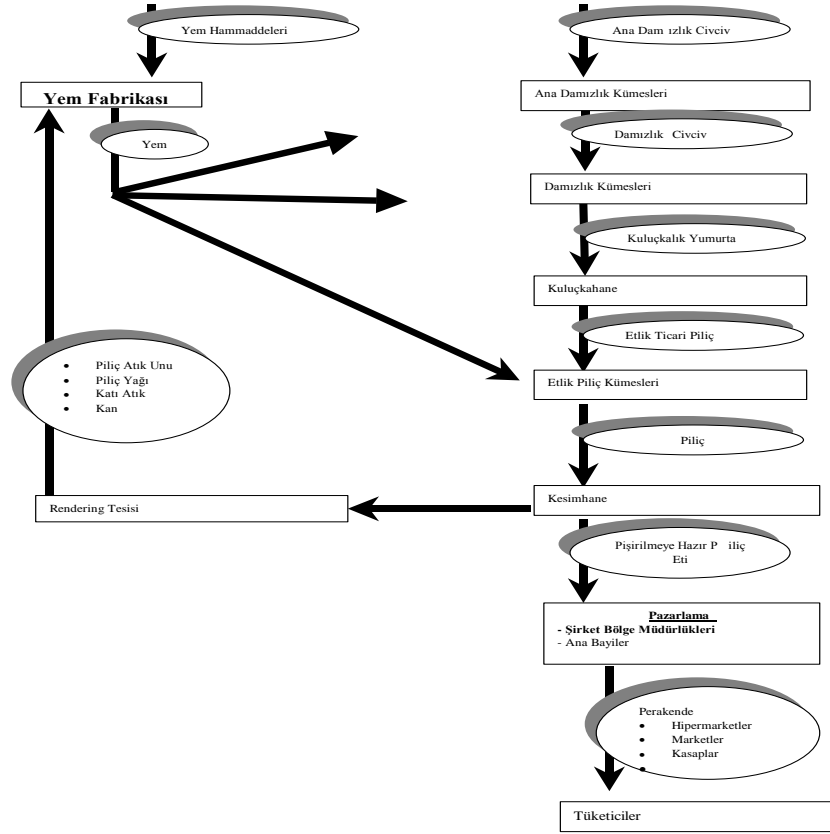 Yem Hammaddeleri
Yem Fabrikası
Yem
• Piliç Atık Unu
• Piliç Yağı
• Katı Atık
• Kan
Rendering Tesisi
Ana Dam ızlık Civciv
Ana Damızlık Kümesleri
Damızlık Civciv
Damızlık Kümesleri
Kuluçkalık Yumurta
Kuluçkahane
Etlik Ticari Piliç
Etlik Piliç Kümesleri
Piliç
Kesimhane
Pişirilmeye Hazır P iliç
Eti
Pazarlama
- Şirket Bölge Müdürlükleri
- Ana Bayiler
Perakende
• Hipermarketler
• Marketler
• Kasaplar
•
Tüketiciler